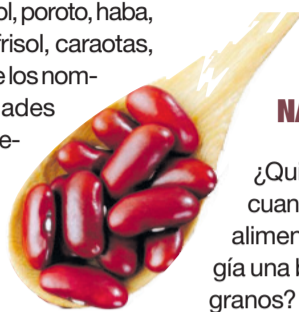 ol, poroto, haba,
frisol, caraotas,
e los nom-
ades
e-
NA
¿Qui
cuan
alimen
gía una b
granos?